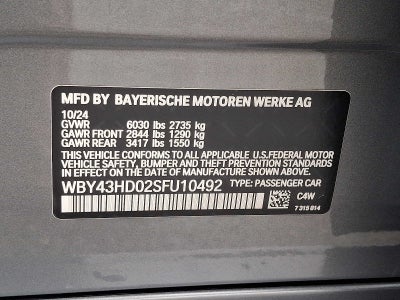 MFD BY BAYERISCHE MOTOREN WERKE AG
10/24
GVWR 6030 lbs 2735 kg
GAWR FRONT 2844 lbs 1290 kg
GAWR REAR 3417 lbs 1550 kg
THIS VEHICLE CONFORMS TO ALL APPLICABLE U.S.FEDERAL MOTOR
VEHICLE SAFETY, BUMPER, AND THEFT PREVENTION STANDARDS
IN EFFECT ON THE DATE OF MANUFACTURE SHOWN ABOVE.
WBY43HD02SFU10492 TYPE: PASSENGER CAR
C4W
7 318 014